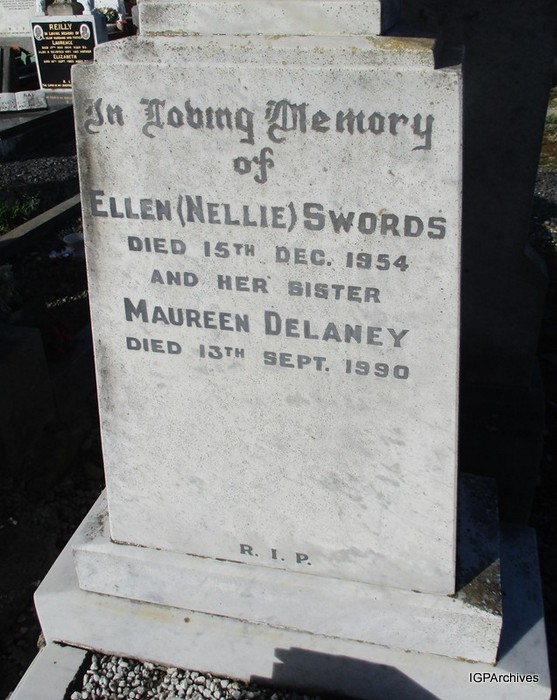 REILLY
In Loving Memory
of
ELLEN (NELLIE) SWORDS
DIED 15TH DEC. 1954
AND HER SISTER
MAUREEN DELANEY
DIED 13TH SEPT. 1990
R. I. P.
IGPArchives